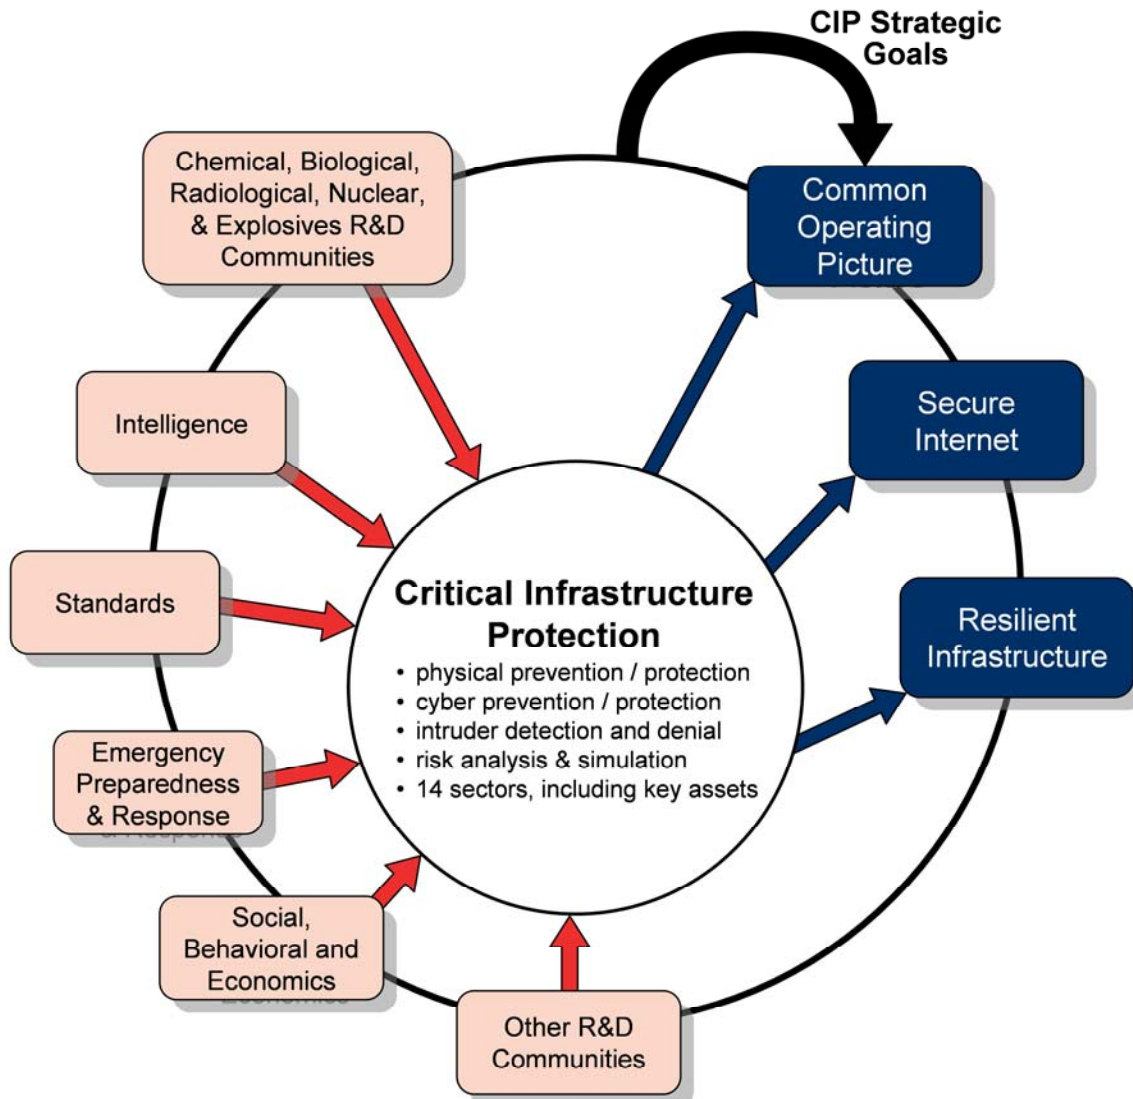 CIP Strategic
Goals
Chemical, Biological,
Radiological, Nuclear,
& Explosives R&D
Communities
Common
Operating
Picture
Intelligence
Secure
Internet
Standards
Resilient
Infrastructure
Critical Infrastructure
Protection
• physical prevention / protection
• cyber prevention / protection
• intruder detection and denial
• risk analysis & simulation
• 14 sectors, including key assets
Emergency
Preparedness
& Response
Social,
Behavioral and
Economics
Other R&D
Communities